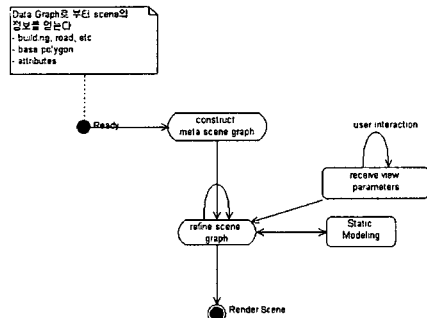 Data Graph로 부터 scene의
정보를 얻는다
- building, road, etc
- base polygon
- attributes
Ready
construct
meta scene graph
user interaction
receive view
parameters
refine scene
graph
Static
Modeling
Render Scene